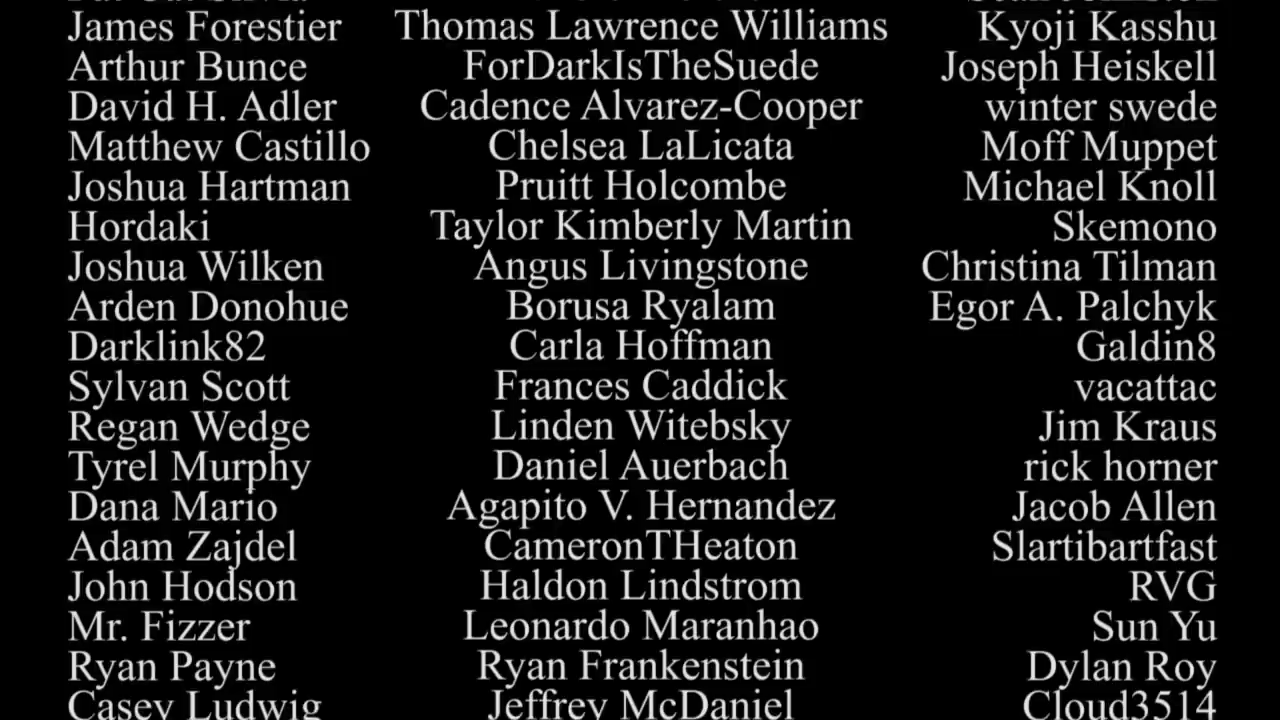 James Forestier Thomas Lawrence Williams Kyoji Kasshu
Arthur Bunce ForDarkIsTheSuede Joseph Heiskell
David H. Adler Cadence Alvarez-Cooper winter swede
Matthew Castillo Chelsea LaLicata Moff Muppet
Joshua Hartman Pruitt Holcombe Michael Knoll
Hordaki Taylor Kimberly Martin Skemono
Joshua Wilken Angus Livingstone Christina Tilman
Arden Donohue Borusa Ryalam Egor A. Palchyk
Darklink82 Carla Hoffman Galdin8
Sylvan Scott Frances Caddick vacattac
Regan Wedge Linden Witebsky Jim Kraus
Tyrel Murphy Daniel Auerbach rick horner
Dana Mario Agapito V. Hernandez Jacob Allen
Adam Zajdel CameronTHeaton Slartibartfast
John Hodson Haldon Lindstrom RVG
Mr. Fizzer Leonardo Maranhao Sun Yu
Ryan Payne Ryan Frankenstein Dylan Roy
Casey Ludwig Jeffrey McDaniel Cloud3514